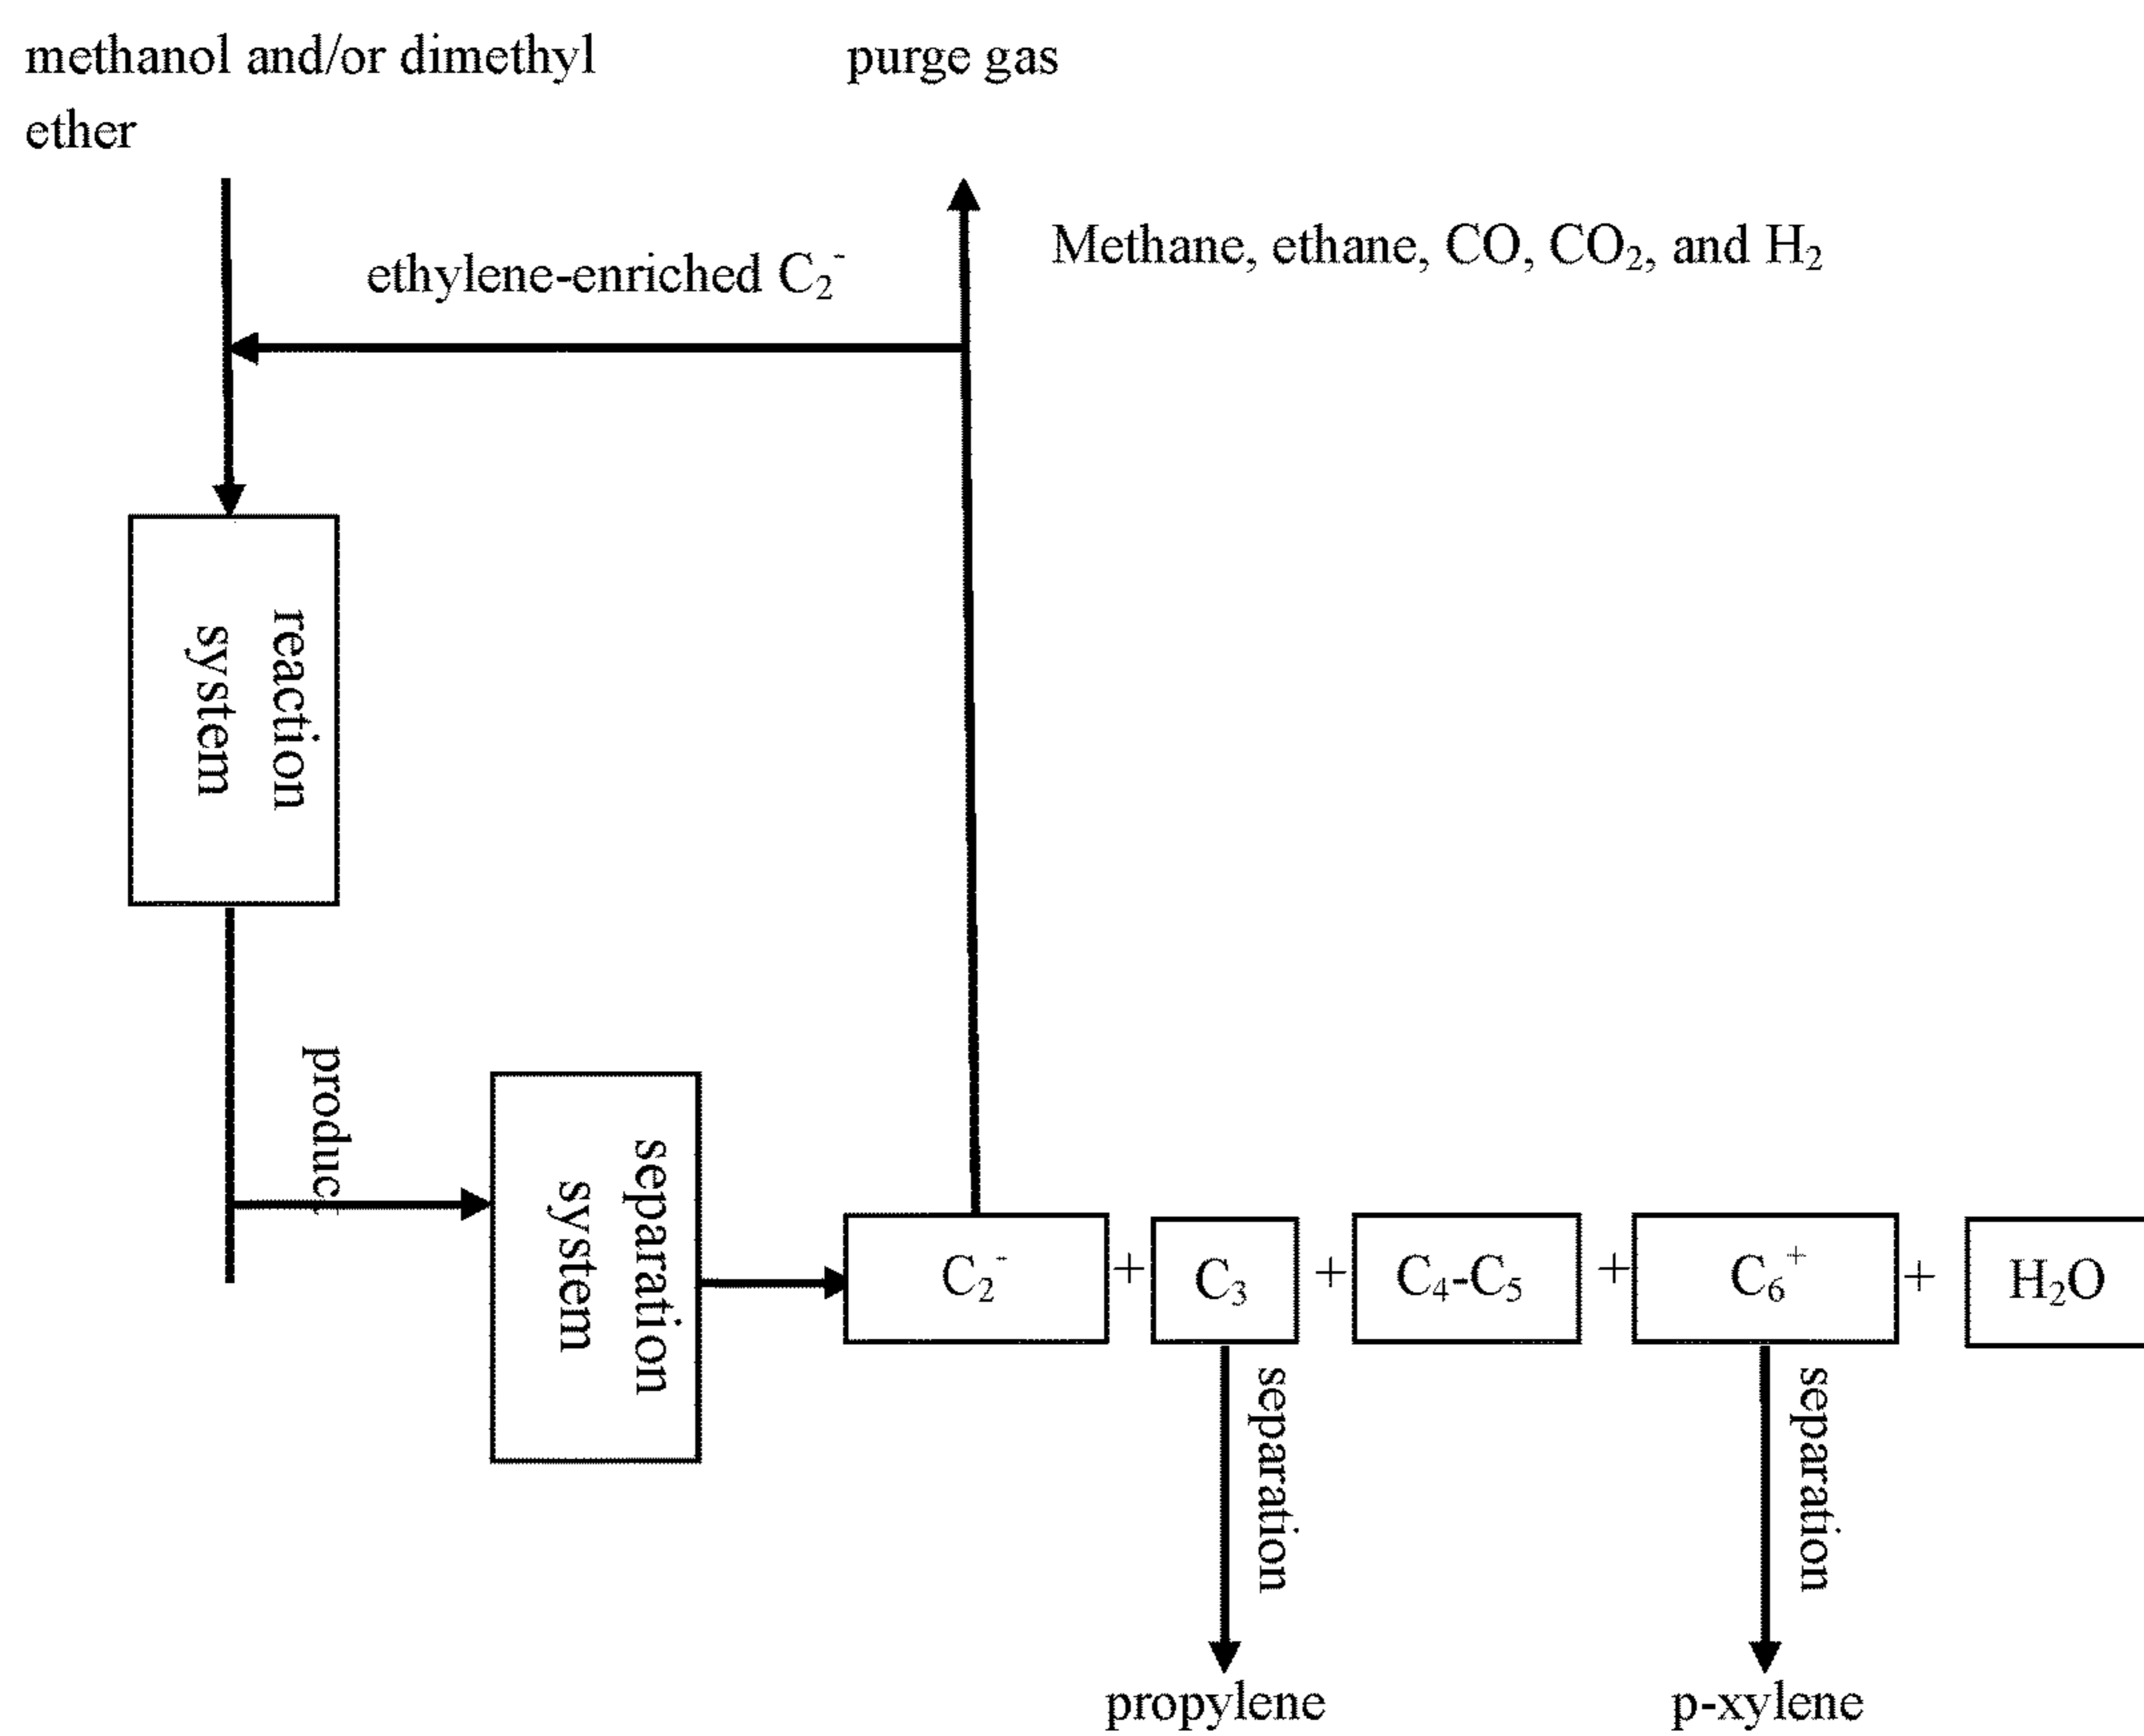 methanol and/or dimethyl
ether
purge gas
Methane, ethane, CO, CO₂, and H₂
ethylene-enriched C₂⁻
reaction
system
separation
system
C₂⁻ + C₃ + C₄-C₅ + C₆⁺ + H₂O
separation
separation
propylene
p-xylene